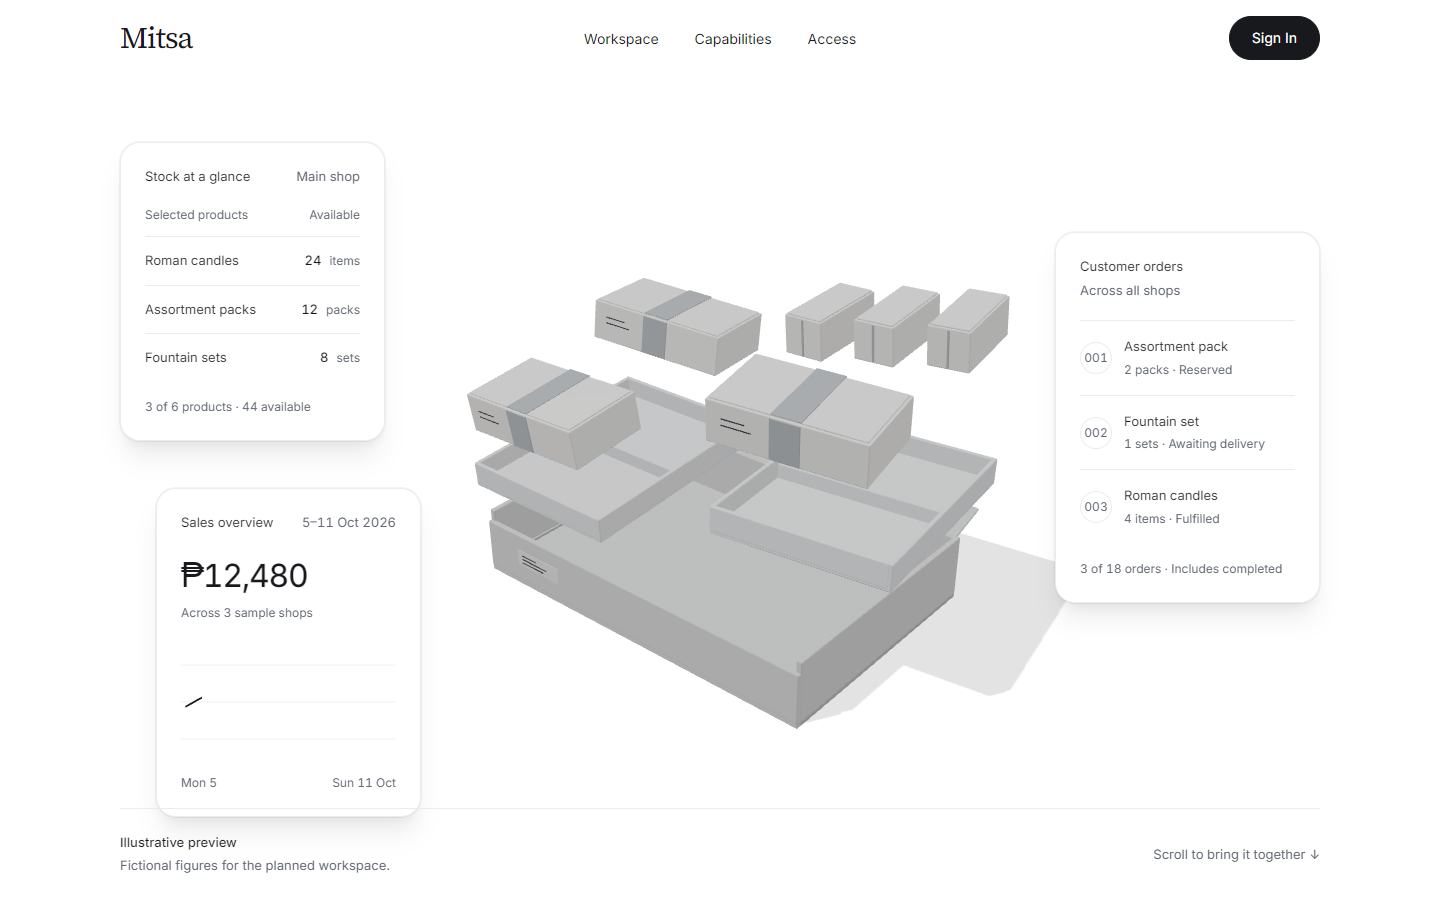 Mitsa
Workspace Capabilities Access
Sign In
Stock at a glance Main shop
Selected products Available
Roman candles 24 items
Assortment packs 12 packs
Fountain sets 8 sets
3 of 6 products · 44 available
Sales overview 5–11 Oct 2026
₱12,480
Across 3 sample shops
Mon 5 Sun 11 Oct
Customer orders
Across all shops
001 Assortment pack
2 packs · Reserved
002 Fountain set
1 sets · Awaiting delivery
003 Roman candles
4 items · Fulfilled
3 of 18 orders · Includes completed
Illustrative preview
Fictional figures for the planned workspace.
Scroll to bring it together ↓